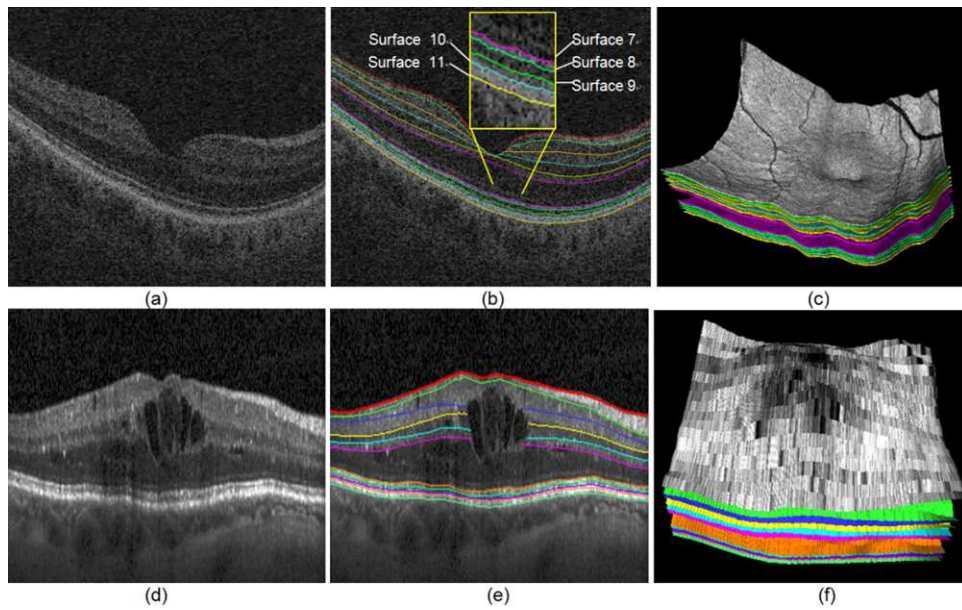 Surface 10
Surface 11
Surface 7
Surface 8
Surface 9
(a)
(b)
(c)
(d)
(e)
(f)